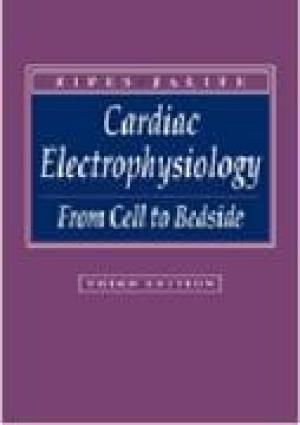 ZIPES JALIFE
Cardiac
Electrophysiology
From Cell to Bedside
THIRD EDITION